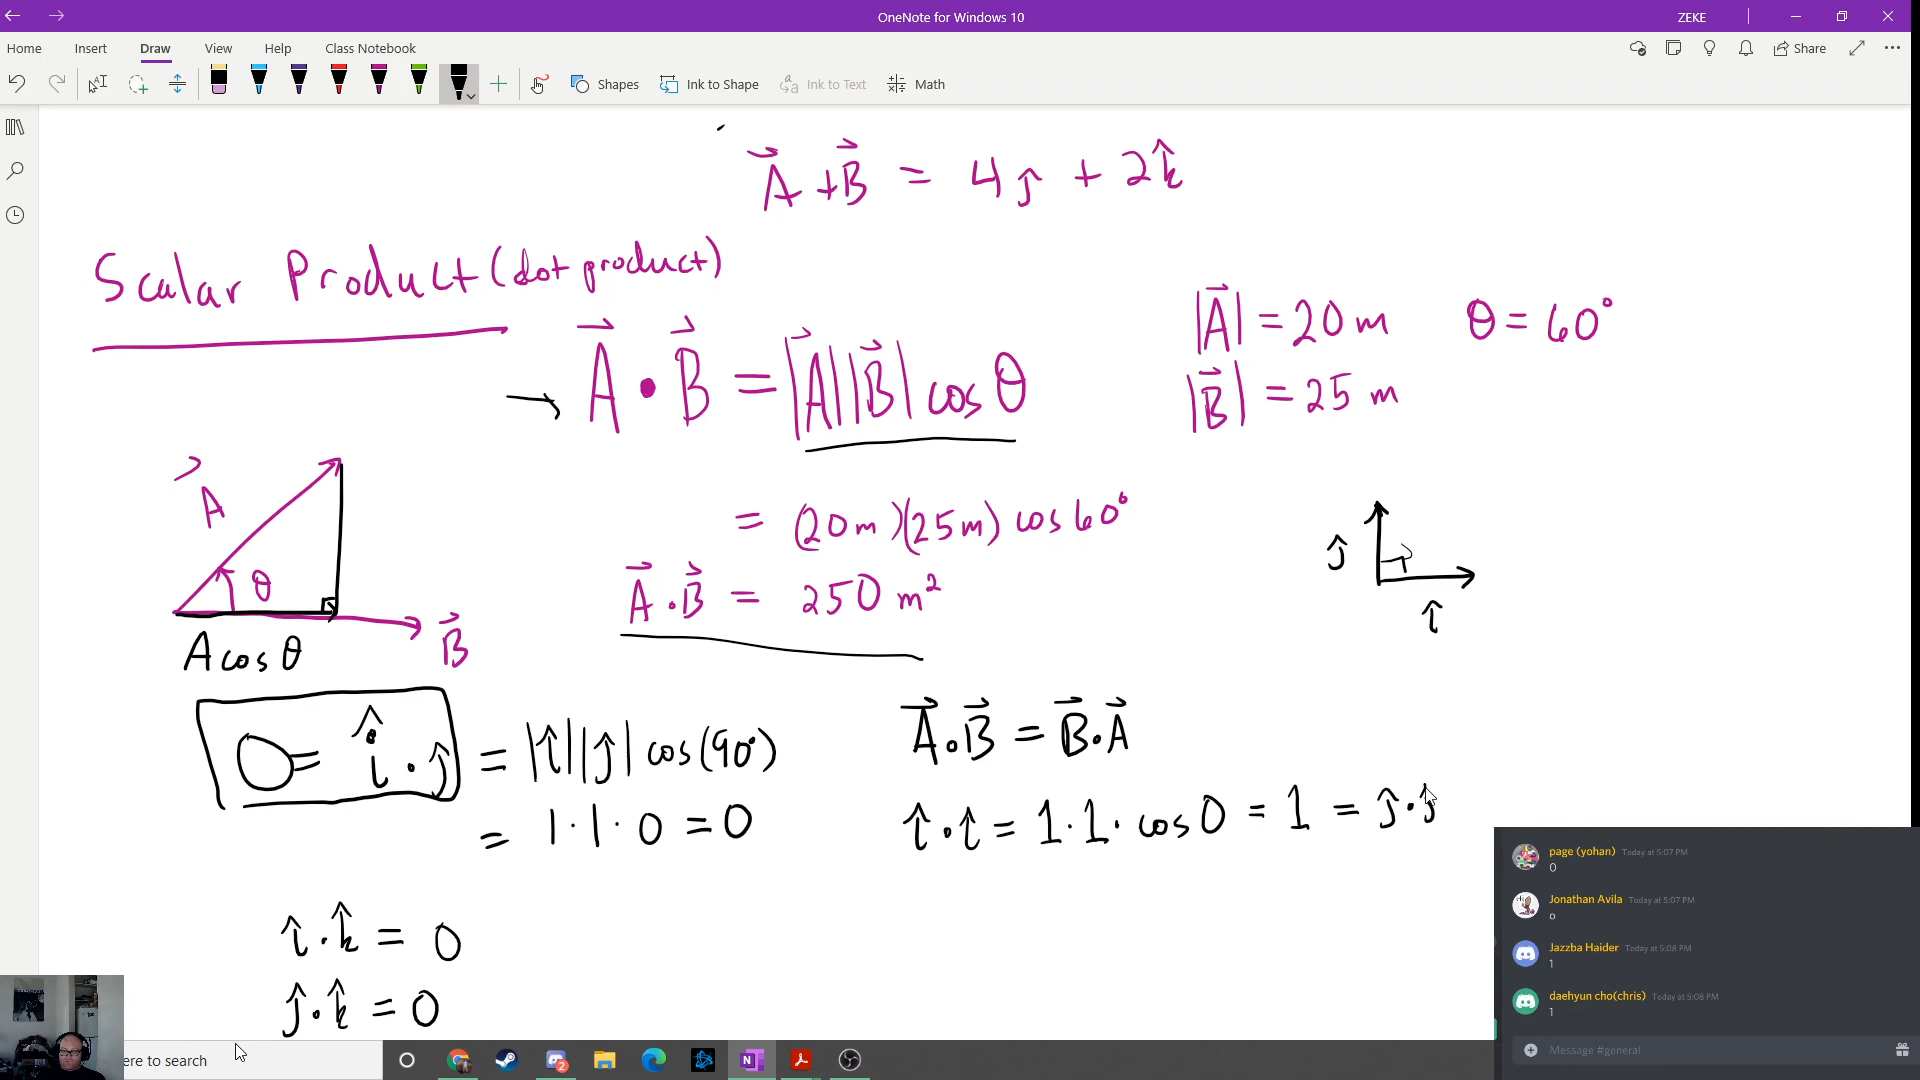 OneNote for Windows 10
ZEKE
Home Insert Draw View Help Class Notebook
Share
Shapes Ink to Shape Ink to Text Math
A⃗ + B⃗ = 4ĵ + 2k̂
Scalar Product (dot product)
A⃗ • B⃗ = |A⃗||B⃗| cos θ
|A⃗| = 20 m θ = 60°
|B⃗| = 25 m
= (20 m)(25 m) cos 60°
A⃗ · B⃗ = 250 m²
A⃗
θ
B⃗
A cos θ
ĵ
î
0 = î · ĵ = |î||ĵ| cos(90°)
= 1 · 1 · 0 = 0
A⃗ · B⃗ = B⃗ · A⃗
î · î = 1 · 1 · cos 0 = 1 = ĵ · ĵ
î · k̂ = 0
ĵ · k̂ = 0
page (yohan) Today at 5:07 PM
0
Jonathan Avila Today at 5:07 PM
o
Jazzba Haider Today at 5:08 PM
1
daehyun cho(chris) Today at 5:08 PM
1
Message #general
ere to search
2